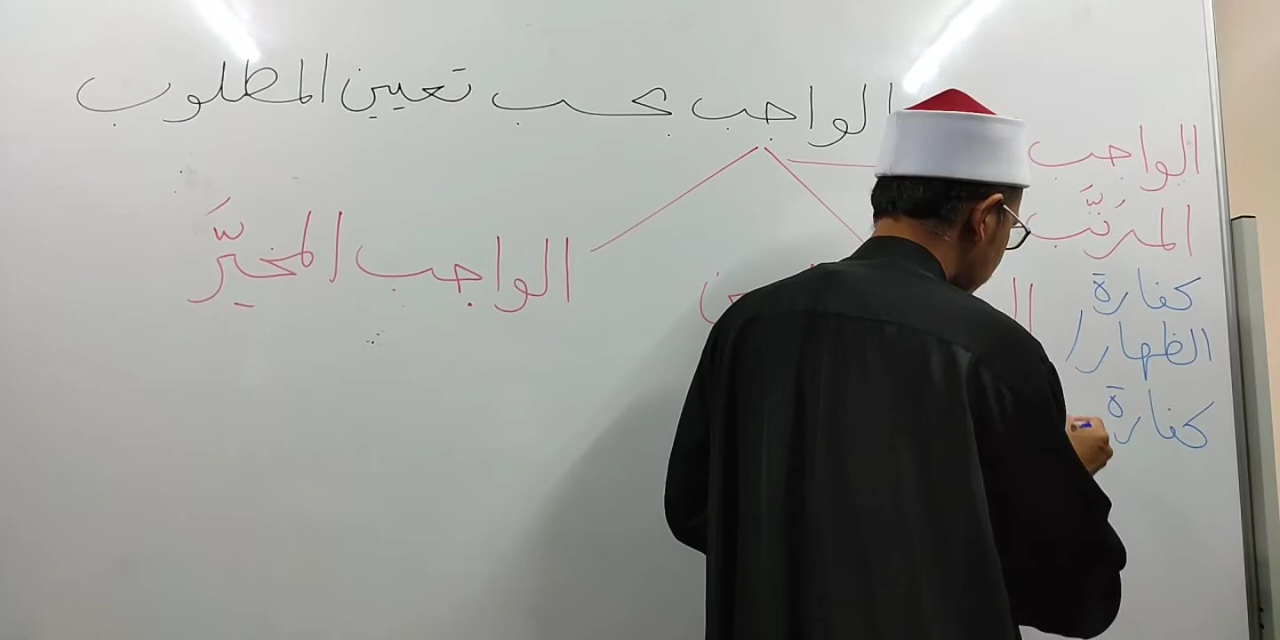 الواجب بحسب تعيين المطلوب
الواجب
المرتَّب
كفارة
الظهار/
كفارة
الواجب المخيَّر